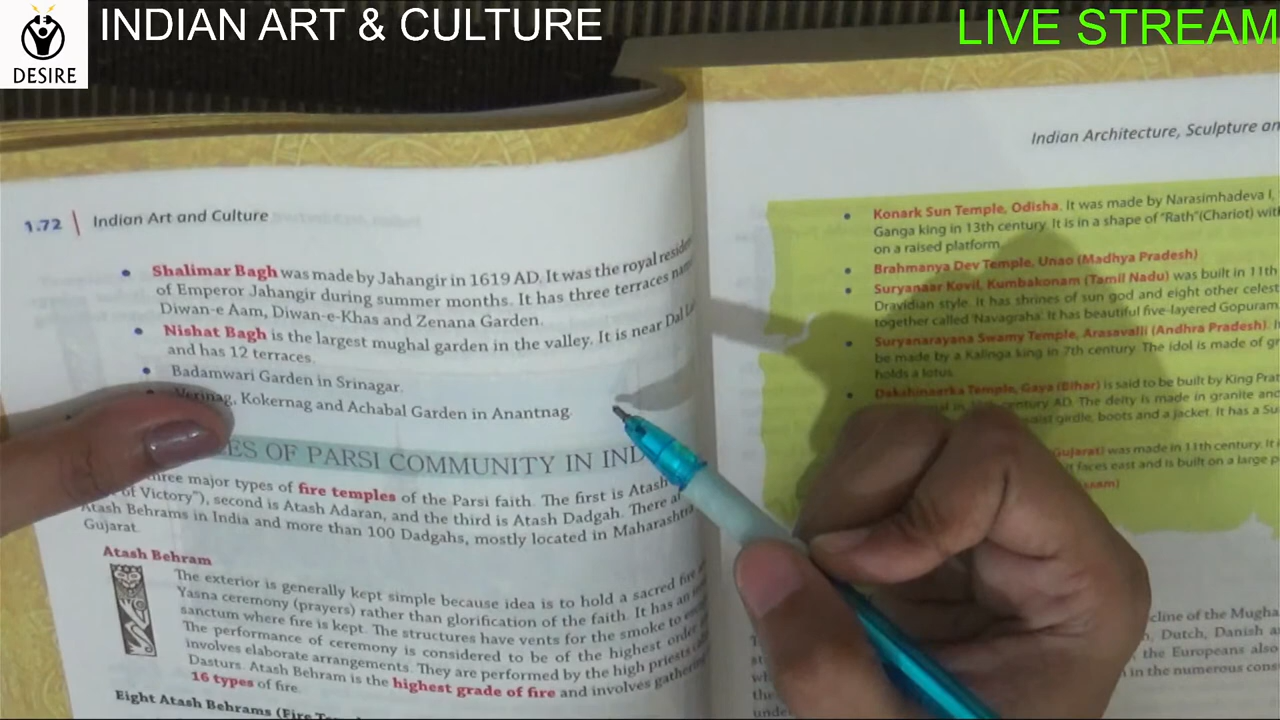 INDIAN ART & CULTURE
LIVE STREAM
DESIRE
1.72 | Indian Art and Culture
• Shalimar Bagh was made by Jahangir in 1619 AD. It was the royal
of Emperor Jahangir during summer months. It has three terraces
Diwan-e Aam, Diwan-e-Khas and Zenana Garden.
• Nishat Bagh is the largest mughal garden in the valley. It is near Dal
and has 12 terraces.
• Badamwari Garden in Srinagar.
• Verinag, Kokernag and Achabal Garden in Anantnag.
OF PARSI COMMUNITY IN
major types of fire temples of the Parsi faith. The first is Atash
of Victory"), second is Atash Adaran, and the third is Atash Dadgah. There
Atash Behrams in India and more than 100 Dadgahs, mostly located in Maharashtra
Gujarat.
Atash Behram
The exterior is generally kept simple because idea is to hold a sacred fire
Yasna ceremony (prayers) rather than glorification of the faith. It has an
sanctum where fire is kept. The structures have vents for the smoke to
The performance of ceremony is considered to be of the highest order
involves elaborate arrangements. They are performed by the high priests
Dasturs. Atash Behram is the highest grade of fire and involves gathering
16 types of fire.
Eight Atash Behrams (Fire
Indian Architecture, Sculpture
• Konark Sun Temple, Odisha. It was made by Narasimhadeva I,
Ganga king in 13th century. It is in a shape of "Rath"(Chariot)
on a raised platform.
• Brahmanya Dev Temple, Unao (Madhya Pradesh)
• Suryanaar Kovil, Kumbakonam (Tamil Nadu) was built in 11th
Dravidian style. It has shrines of sun god and eight other
together called 'Navagraha'. It has beautiful five-layered Gopuram.
• Suryanarayana Swamy Temple, Arasavalli (Andhra Pradesh).
be made by a Kalinga king in 7th century. The idol is made of
holds a lotus.
• Dakshinaarka Temple, Gaya (Bihar) is said to be built by King
century AD. The deity is made in granite and
girdle, boots and a jacket. It has a
Gujarat) was made in 11th century. It
faces east and is built on a large
of the
Dutch, Danish
the Europeans also
in the numerous
the